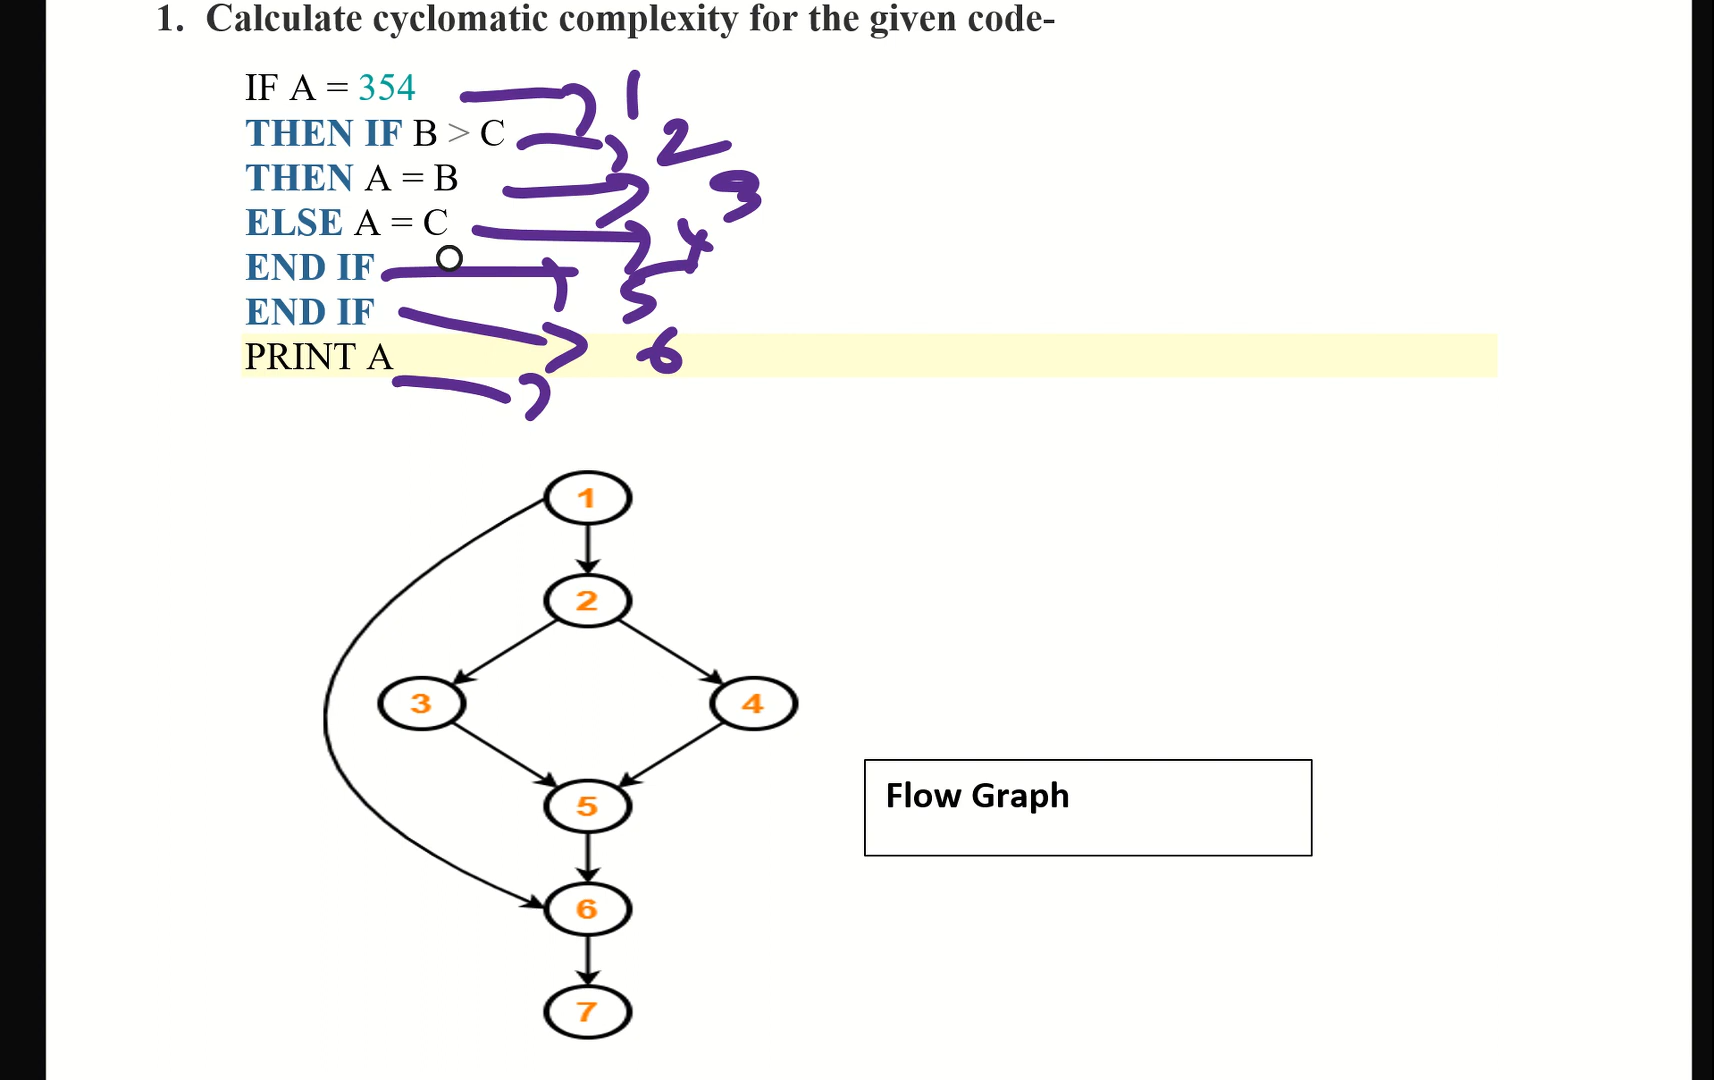 1. Calculate cyclomatic complexity for the given code-
IF A = 354
1
THEN IF B > C
2
THEN A = B
3
ELSE A = C
4
END IF
5
END IF
6
PRINT A
1
2
3
4
5
6
7
Flow Graph